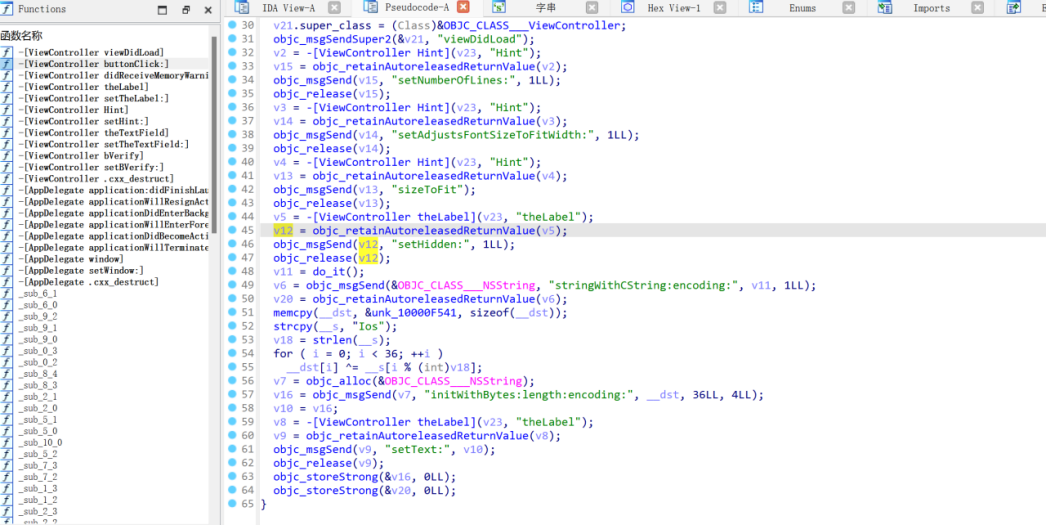 Functions
函数名称
f -[ViewController viewDidLoad]
f -[ViewController buttonClick:]
f -[ViewController didReceiveMemoryWarni
f -[ViewController theLabel]
f -[ViewController setTheLabel:]
f -[ViewController Hint]
f -[ViewController setHint:]
f -[ViewController theTextField]
f -[ViewController setTheTextField:]
f -[ViewController bVerify]
f -[ViewController setBVerify:]
f -[ViewController .cxx_destruct]
f -[AppDelegate application:didFinishLau
f -[AppDelegate applicationWillResignAct
f -[AppDelegate applicationDidEnterBackg
f -[AppDelegate applicationWillEnterFore
f -[AppDelegate applicationDidBecomeActi
f -[AppDelegate applicationWillTerminate
f -[AppDelegate window]
f -[AppDelegate setWindow:]
f -[AppDelegate .cxx_destruct]
f _sub_6_1
f _sub_6_0
f _sub_9_2
f _sub_9_1
f _sub_9_0
f _sub_0_3
f _sub_0_2
f _sub_8_4
f _sub_8_3
f _sub_2_1
f _sub_2_0
f _sub_5_1
f _sub_5_0
f _sub_10_0
f _sub_5_2
f _sub_7_3
f _sub_7_2
f _sub_1_3
f _sub_1_2
f _sub_2_3
f _sub_2_2
IDA View-A Pseudocode-A 字串 Hex View-1 Enums Imports E
30 v21.super_class = (Class)&OBJC_CLASS___ViewController;
31 objc_msgSendSuper2(&v21, "viewDidLoad");
32 v2 = -[ViewController Hint](v23, "Hint");
33 v15 = objc_retainAutoreleasedReturnValue(v2);
34 objc_msgSend(v15, "setNumberOfLines:", 1LL);
35 objc_release(v15);
36 v3 = -[ViewController Hint](v23, "Hint");
37 v14 = objc_retainAutoreleasedReturnValue(v3);
38 objc_msgSend(v14, "setAdjustsFontSizeToFitWidth:", 1LL);
39 objc_release(v14);
40 v4 = -[ViewController Hint](v23, "Hint");
41 v13 = objc_retainAutoreleasedReturnValue(v4);
42 objc_msgSend(v13, "sizeToFit");
43 objc_release(v13);
44 v5 = -[ViewController theLabel](v23, "theLabel");
45 v12 = objc_retainAutoreleasedReturnValue(v5);
46 objc_msgSend(v12, "setHidden:", 1LL);
47 objc_release(v12);
48 v11 = do_it();
49 v6 = objc_msgSend(&OBJC_CLASS___NSString, "stringWithCString:encoding:", v11, 1LL);
50 v20 = objc_retainAutoreleasedReturnValue(v6);
51 memcpy(__dst, &unk_10000F541, sizeof(__dst));
52 strcpy(__s, "Ios");
53 v18 = strlen(__s);
54 for ( i = 0; i < 36; ++i )
55 __dst[i] ^= __s[i % (int)v18];
56 v7 = objc_alloc(&OBJC_CLASS___NSString);
57 v16 = objc_msgSend(v7, "initWithBytes:length:encoding:", __dst, 36LL, 4LL);
58 v10 = v16;
59 v8 = -[ViewController theLabel](v23, "theLabel");
60 v9 = objc_retainAutoreleasedReturnValue(v8);
61 objc_msgSend(v9, "setText:", v10);
62 objc_release(v9);
63 objc_storeStrong(&v16, 0LL);
64 objc_storeStrong(&v20, 0LL);
65 }